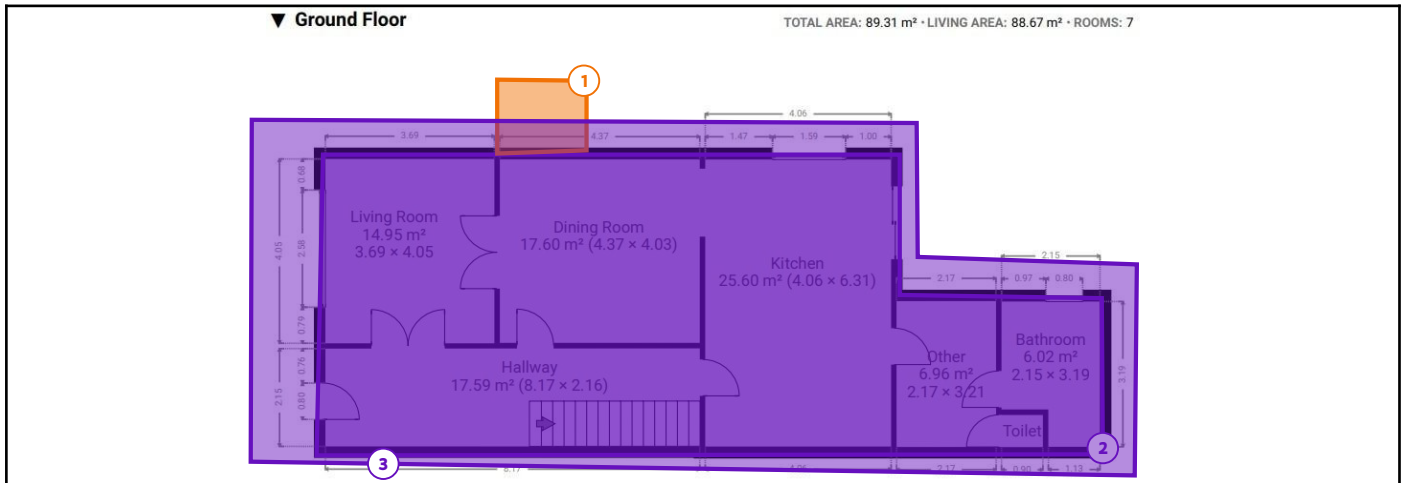 ▼ Ground Floor
TOTAL AREA: 89.31 m² · LIVING AREA: 88.67 m² · ROOMS: 7
1
4.06
3.69
4.37
1.47
1.59
1.00
0.68
Living Room
14.95 m²
3.69 × 4.05
Dining Room
17.60 m² (4.37 × 4.03)
4.05
2.58
Kitchen
25.60 m² (4.06 × 6.31)
2.15
2.17
0.97
0.80
0.79
0.76
Hallway
17.59 m² (8.17 × 2.16)
Other
6.96 m²
2.17 × 3.21
Bathroom
6.02 m²
2.15 × 3.19
2.15
0.80
3.19
Toilet
2
3
8.17
4.06
2.17
0.90
1.13